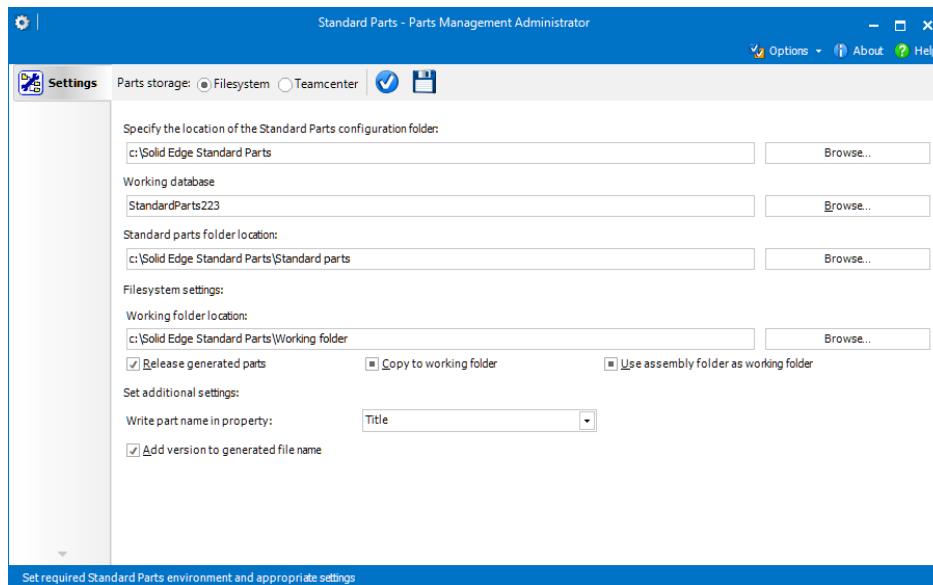 Standard Parts - Parts Management Administrator
Options About Hel
Settings Parts storage: Filesystem Teamcenter
Specify the location of the Standard Parts configuration folder:
c:\Solid Edge Standard Parts Browse...
Working database
StandardParts223 Browse...
Standard parts folder location:
c:\Solid Edge Standard Parts\Standard parts Browse...
Filesystem settings:
Working folder location:
c:\Solid Edge Standard Parts\Working folder Browse...
Release generated parts Copy to working folder Use assembly folder as working folder
Set additional settings:
Write part name in property: Title
Add version to generated file name
Set required Standard Parts environment and appropriate settings